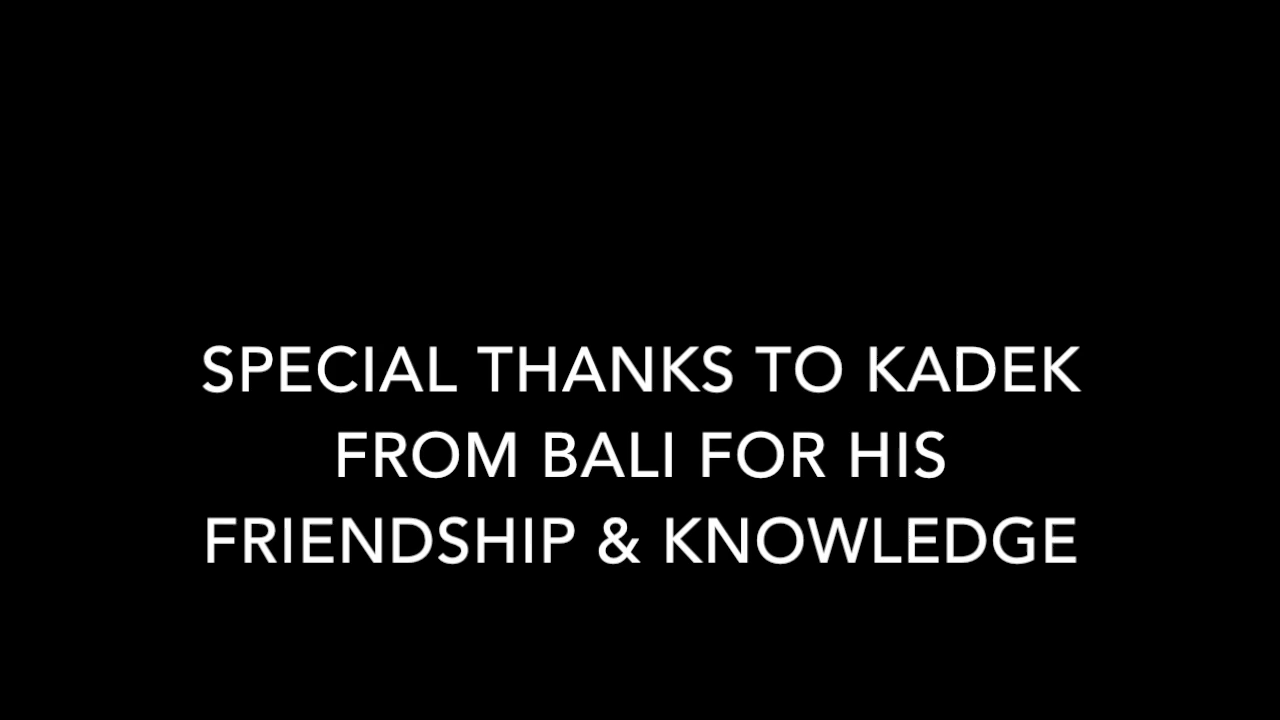 SPECIAL THANKS TO KADEK
FROM BALI FOR HIS
FRIENDSHIP & KNOWLEDGE